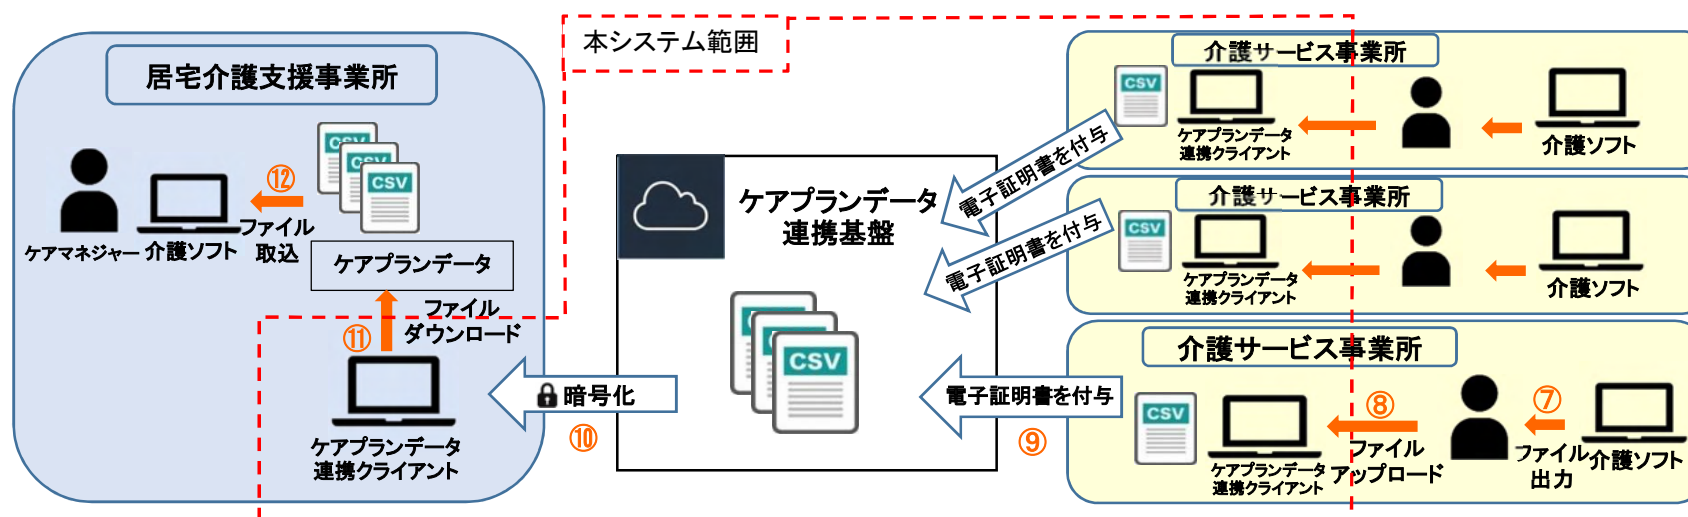 本システム範囲
居宅介護支援事業所
CSV
CSV
CSV
⑫
ファイル
取込
ケアマネジャー
介護ソフト
ケアプランデータ
ファイル
ダウンロード
⑪
ケアプランデータ
連携クライアント
暗号化
⑩
ケアプランデータ
連携基盤
CSV
CSV
CSV
電子証明書を付与
電子証明書を付与
電子証明書を付与
⑨
介護サービス事業所
CSV
ケアプランデータ
連携クライアント
介護ソフト
介護サービス事業所
CSV
ケアプランデータ
連携クライアント
介護ソフト
介護サービス事業所
CSV
ケアプランデータ
連携クライアント
⑧
ファイル
アップロード
⑦
ファイル
出力
介護ソフト